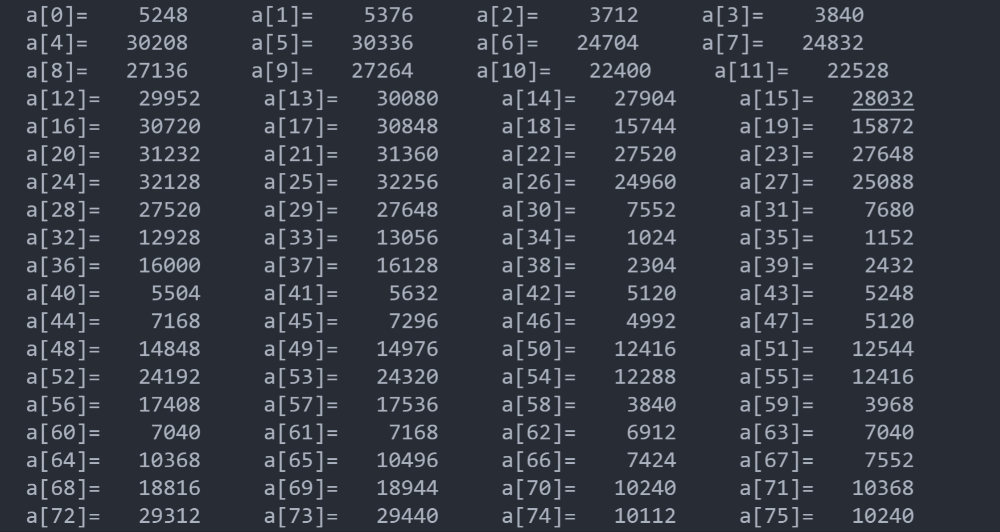 a[0]= 5248 a[1]= 5376 a[2]= 3712 a[3]= 3840
a[4]= 30208 a[5]= 30336 a[6]= 24704 a[7]= 24832
a[8]= 27136 a[9]= 27264 a[10]= 22400 a[11]= 22528
a[12]= 29952 a[13]= 30080 a[14]= 27904 a[15]= 28032
a[16]= 30720 a[17]= 30848 a[18]= 15744 a[19]= 15872
a[20]= 31232 a[21]= 31360 a[22]= 27520 a[23]= 27648
a[24]= 32128 a[25]= 32256 a[26]= 24960 a[27]= 25088
a[28]= 27520 a[29]= 27648 a[30]= 7552 a[31]= 7680
a[32]= 12928 a[33]= 13056 a[34]= 1024 a[35]= 1152
a[36]= 16000 a[37]= 16128 a[38]= 2304 a[39]= 2432
a[40]= 5504 a[41]= 5632 a[42]= 5120 a[43]= 5248
a[44]= 7168 a[45]= 7296 a[46]= 4992 a[47]= 5120
a[48]= 14848 a[49]= 14976 a[50]= 12416 a[51]= 12544
a[52]= 24192 a[53]= 24320 a[54]= 12288 a[55]= 12416
a[56]= 17408 a[57]= 17536 a[58]= 3840 a[59]= 3968
a[60]= 7040 a[61]= 7168 a[62]= 6912 a[63]= 7040
a[64]= 10368 a[65]= 10496 a[66]= 7424 a[67]= 7552
a[68]= 18816 a[69]= 18944 a[70]= 10240 a[71]= 10368
a[72]= 29312 a[73]= 29440 a[74]= 10112 a[75]= 10240